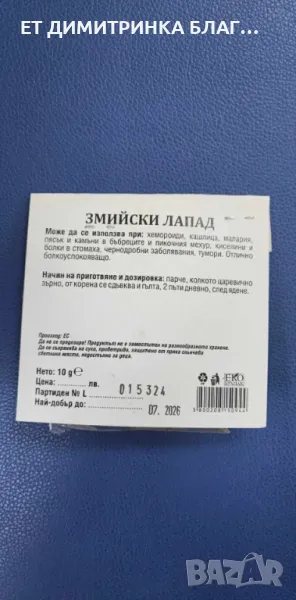 ЕТ ДИМИТРИНКА БЛАГ...
ЗМИЙСКИ ЛАПАД
Може да се използва при: хемороиди, кашлица, малария,
пясък и камъни в бъбреците и пикочния мехур, киселини и
болки в стомаха, чернодробни заболявания, тумори. Отлично
болкоуспокояващо.
Начин на приготвяне и дозировка: парче, колкото царевично
зърно, от корена се сдъвква и гълта, 2 пъти дневно, след ядене.
Произход: ЕС
Да не се превишава! Продуктът не е заместител на разнообразното хранене.
Да се съхранява на сухо, проветриво, защитено от пряка слънчева
светлина място, недостъпно за деца.
Нето: 10 g ℮
Цена: лв.
Партиден № L 015324
Най-добър до: 07. 2026
bazar.bg